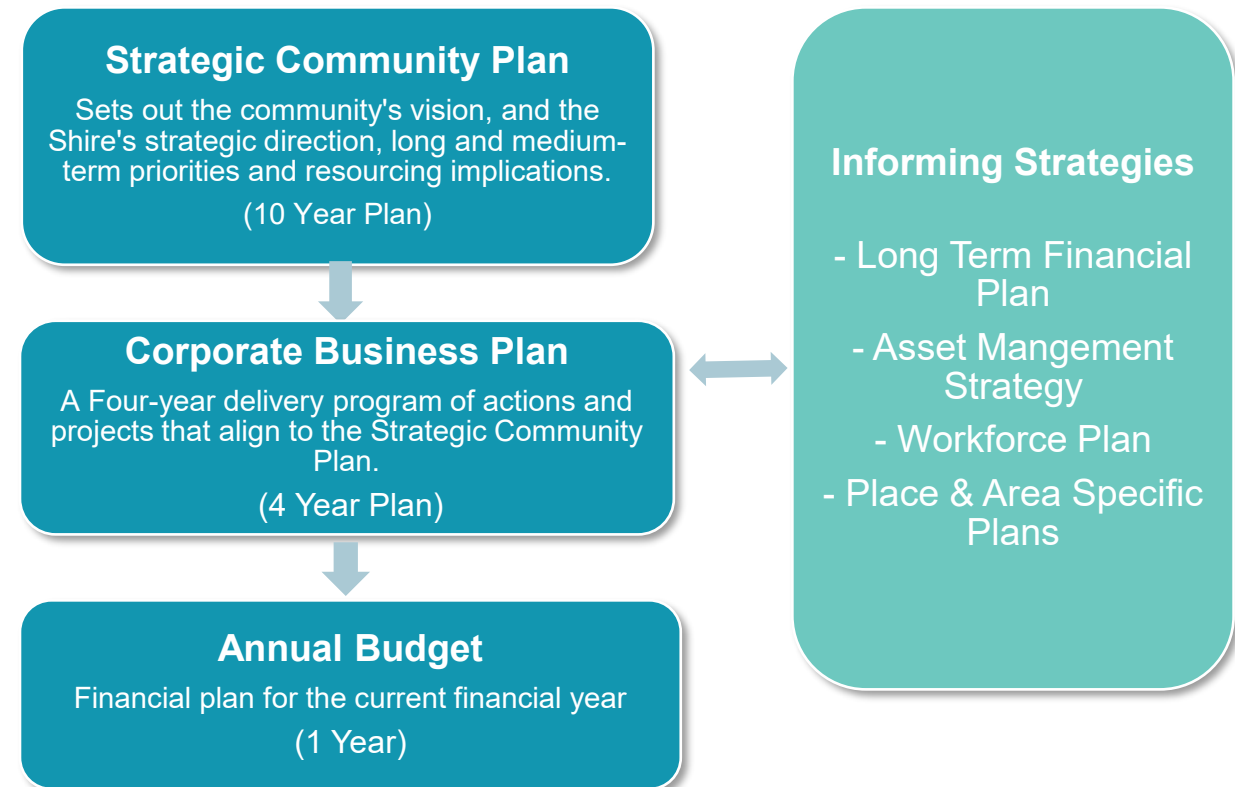 Strategic Community Plan
Sets out the community's vision, and the
Shire's strategic direction, long and medium-
term priorities and resourcing implications.
(10 Year Plan)
Corporate Business Plan
A Four-year delivery program of actions and
projects that align to the Strategic Community
Plan.
(4 Year Plan)
Annual Budget
Financial plan for the current financial year
(1 Year)
Informing Strategies
- Long Term Financial
Plan
- Asset Mangement
Strategy
- Workforce Plan
- Place & Area Specific
Plans